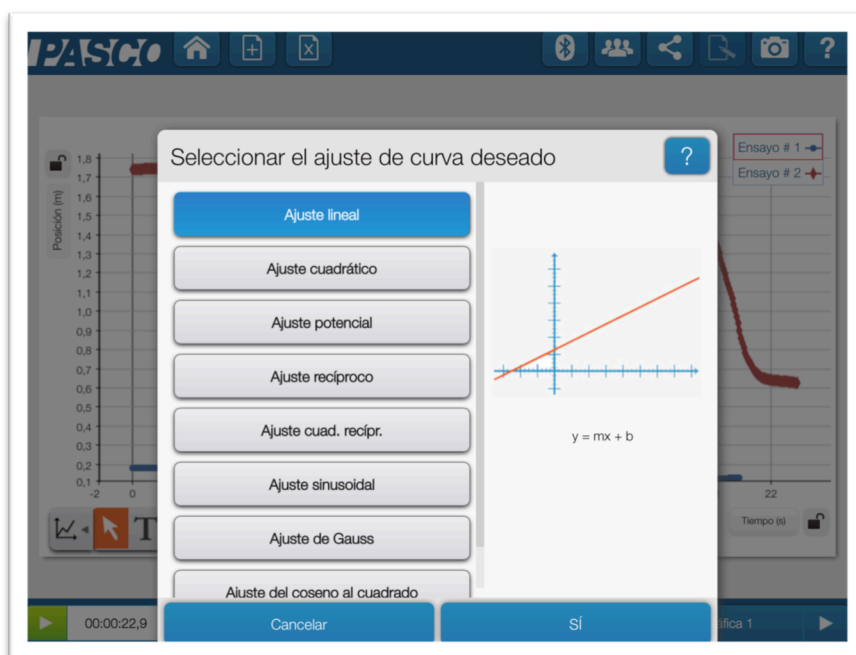 PASCO
?
Seleccionar el ajuste de curva deseado
?
Ensayo # 1
Ensayo # 2
Posición (m)
1,8
1,7
1,6
1,5
1,4
1,3
1,2
1,1
1,0
0,9
0,8
0,7
0,6
0,5
0,4
0,3
0,2
0,1
-2
0
22
Tiempo (s)
T
Ajuste lineal
Ajuste cuadrático
Ajuste potencial
Ajuste recíproco
Ajuste cuad. recípr.
Ajuste sinusoidal
Ajuste de Gauss
Ajuste del coseno al cuadrado
y = mx + b
00:00:22,9
Cancelar
SÍ
áfica 1